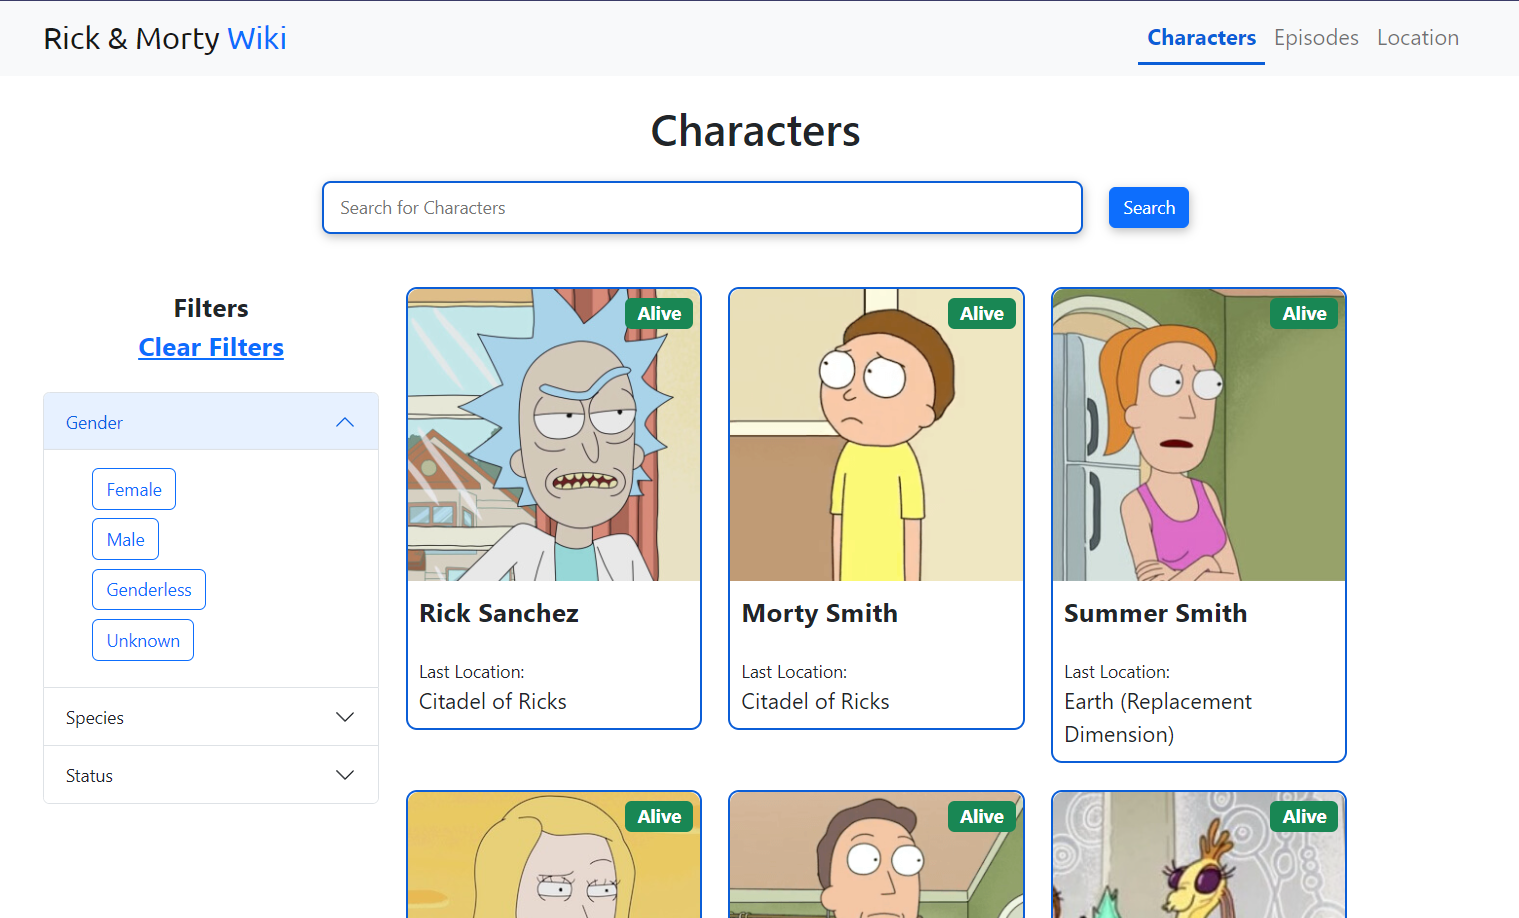 Rick & Morty Wiki
Characters Episodes Location
Characters
Search for Characters
Search
Filters
Clear Filters
Gender
Female
Male
Genderless
Unknown
Species
Status
Alive
Rick Sanchez
Last Location:
Citadel of Ricks
Alive
Morty Smith
Last Location:
Citadel of Ricks
Alive
Summer Smith
Last Location:
Earth (Replacement
Dimension)
Alive
Alive
Alive